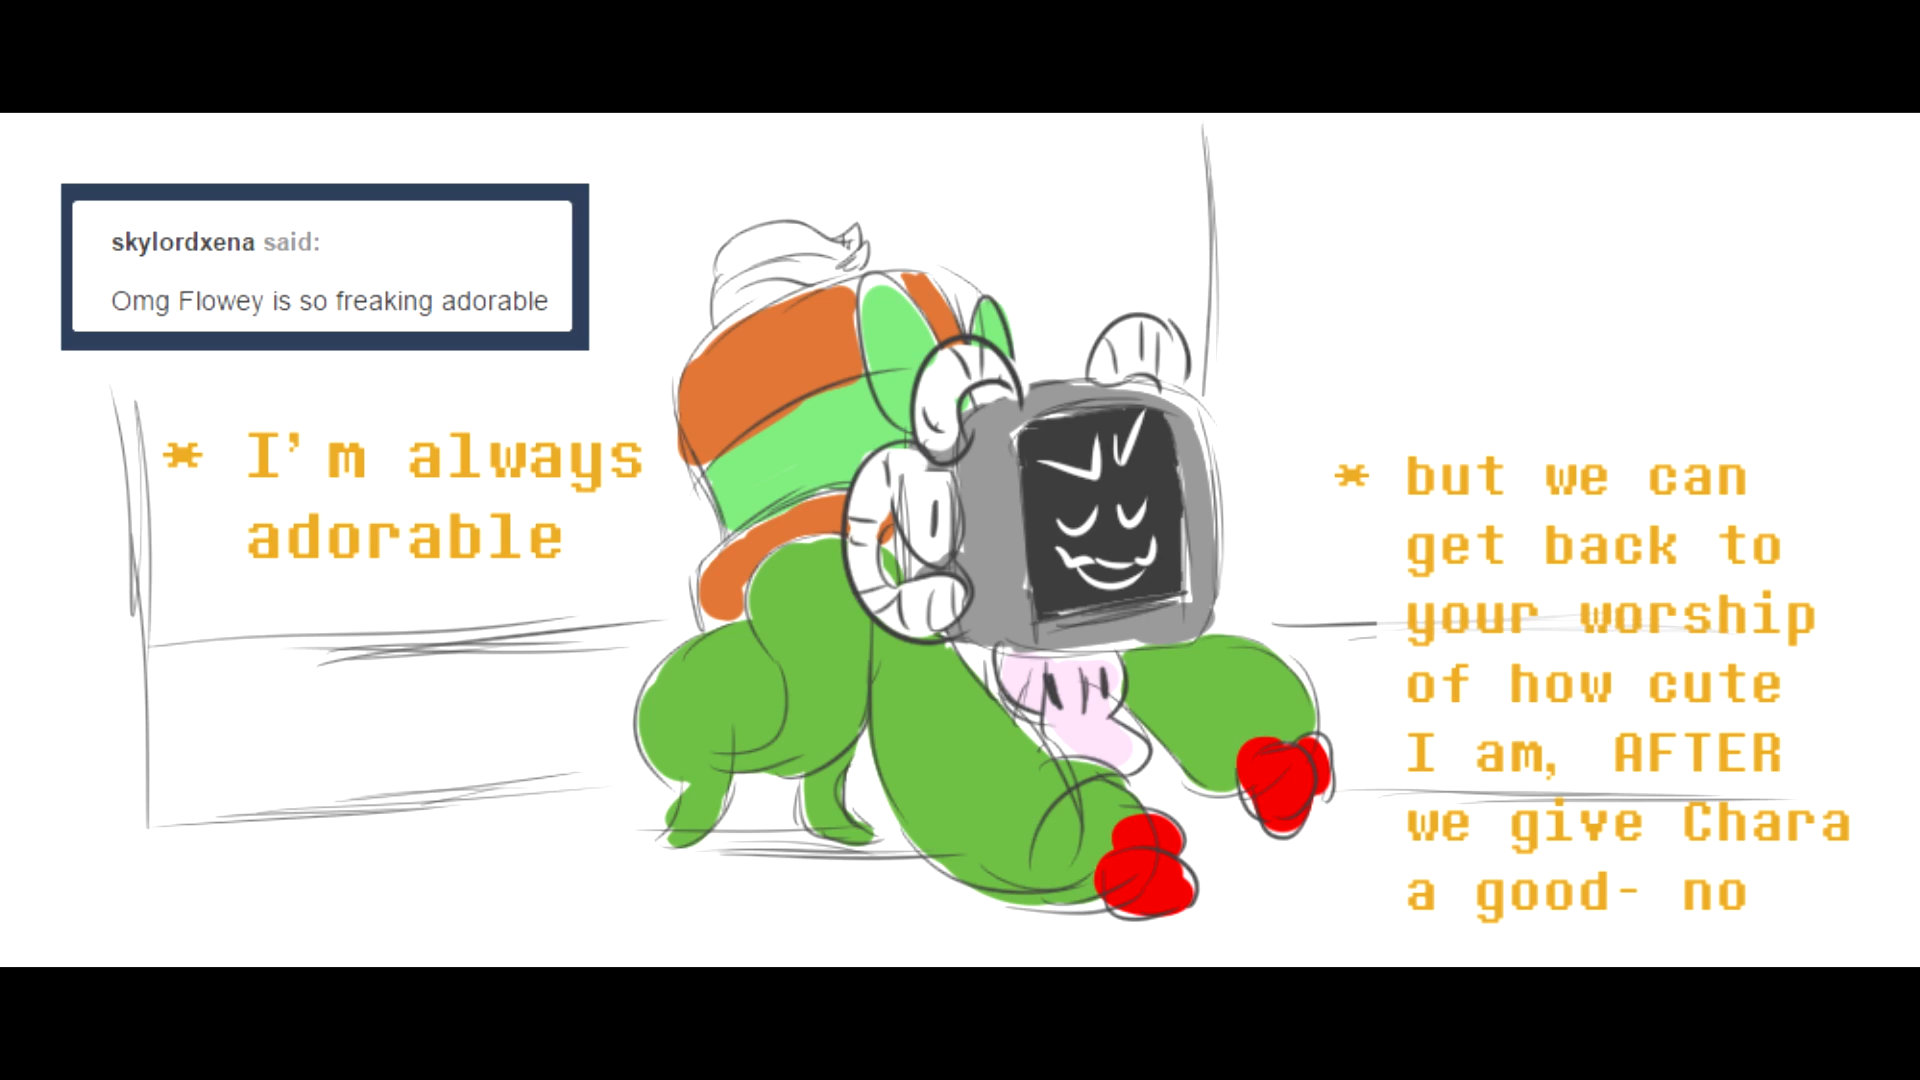 skylordxena said:
Omg Flowey is so freaking adorable
* I'm always
adorable
* but we can
get back to
your worship
of how cute
I am, AFTER
we give Chara
a good- no